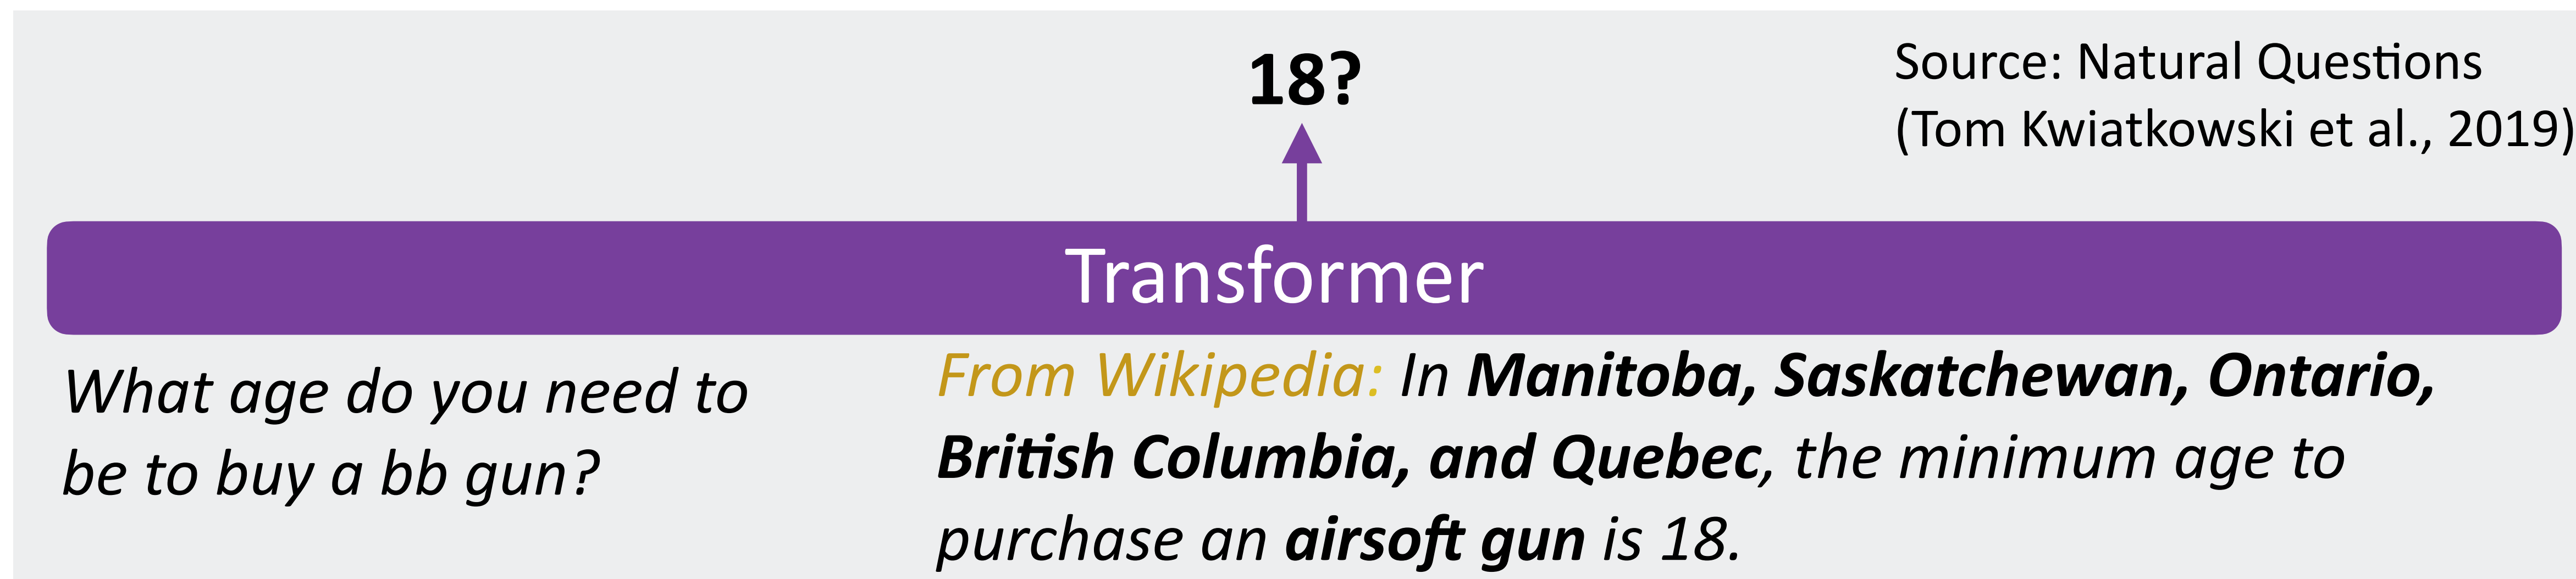 18?
Source: Natural Questions
(Tom Kwiatkowski et al., 2019)
Transformer
What age do you need to
be to buy a bb gun?
From Wikipedia: In Manitoba, Saskatchewan, Ontario,
British Columbia, and Quebec, the minimum age to
purchase an airsoft gun is 18.